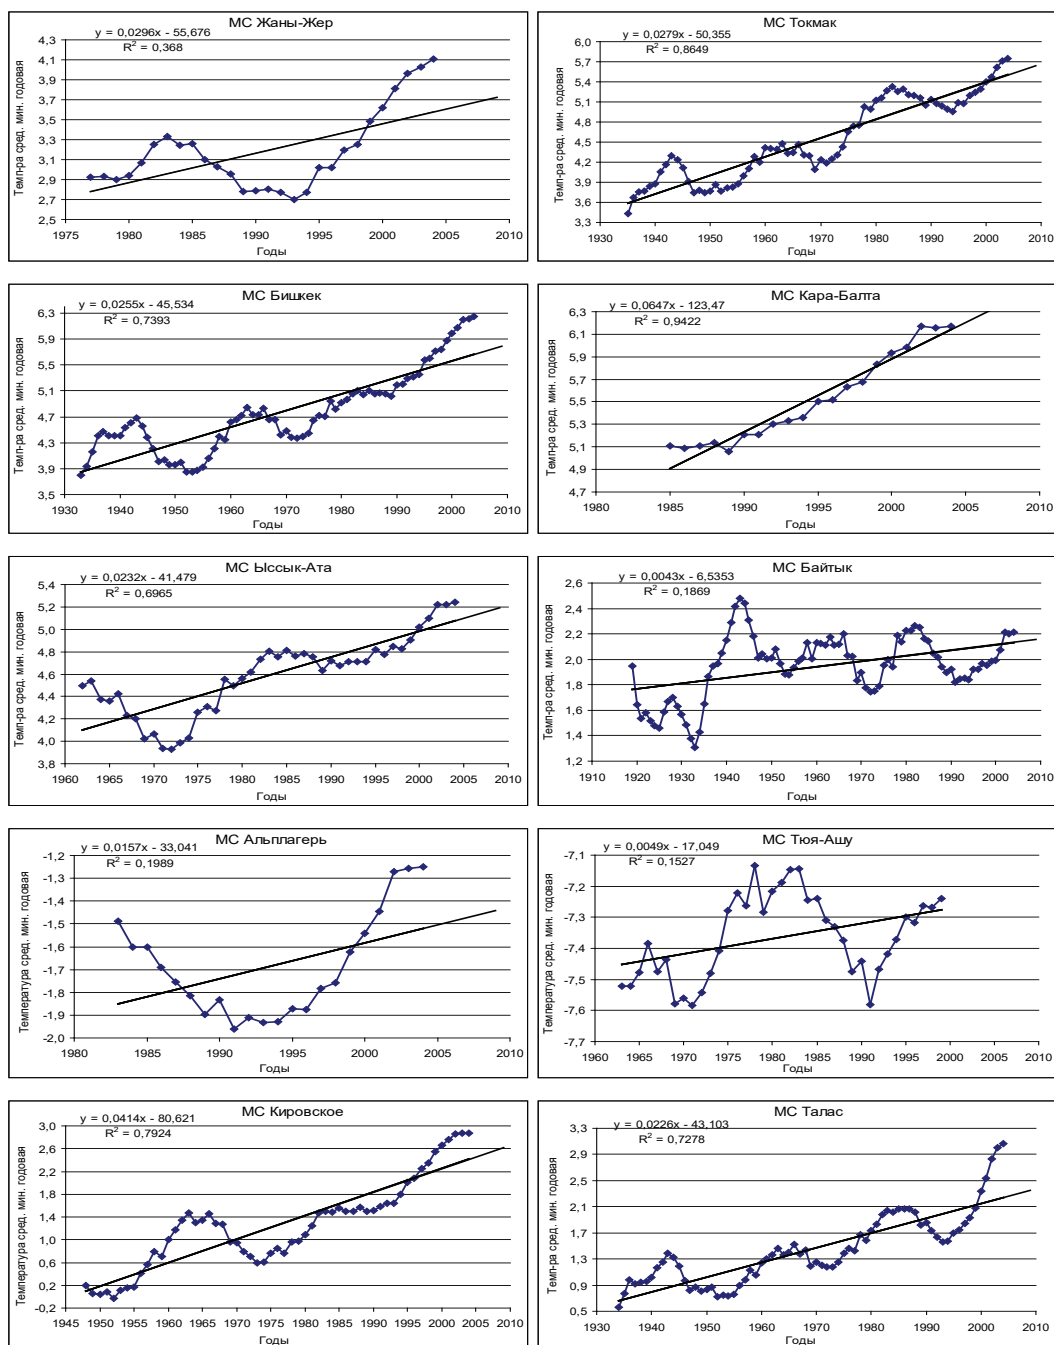 МС Жаны-Жер
y = 0,0296x - 55,676
R² = 0,368
Темп-ра сред. мин. годовая
4,3
4,1
3,9
3,7
3,5
3,3
3,1
2,9
2,7
2,5
1975 1980 1985 1990 1995 2000 2005 2010
Годы
МС Токмак
y = 0,0279x - 50,355
R² = 0,8649
Темп-ра сред. мин. годовая
6,0
5,7
5,4
5,1
4,8
4,5
4,2
3,9
3,6
3,3
1930 1940 1950 1960 1970 1980 1990 2000 2010
Годы
МС Бишкек
y = 0,0255x - 45,534
R² = 0,7393
Темп-ра сред. мин. годовая
6,3
5,9
5,5
5,1
4,7
4,3
3,9
3,5
1930 1940 1950 1960 1970 1980 1990 2000 2010
Годы
МС Кара-Балта
y = 0,0647x - 123,47
R² = 0,9422
Темп-ра сред. мин. годовая
6,3
6,1
5,9
5,7
5,5
5,3
5,1
4,9
4,7
1980 1985 1990 1995 2000 2005 2010
Годы
МС Ыссык-Ата
y = 0,0232x - 41,479
R² = 0,6965
Темп-ра сред. мин. годовая
5,4
5,2
5,0
4,8
4,6
4,4
4,2
4,0
3,8
1960 1965 1970 1975 1980 1985 1990 1995 2000 2005 2010
Годы
МС Байтык
y = 0,0043x - 6,5353
R² = 0,1869
Темп-ра сред. мин. годовая
2,6
2,4
2,2
2,0
1,8
1,6
1,4
1,2
1910 1920 1930 1940 1950 1960 1970 1980 1990 2000 2010
Годы
МС Альплагерь
y = 0,0157x - 33,041
R² = 0,1989
Температура сред. мин. годовая
-1,2
-1,3
-1,4
-1,5
-1,6
-1,7
-1,8
-1,9
-2,0
1980 1985 1990 1995 2000 2005 2010
Годы
МС Тюя-Ашу
y = 0,0049x - 17,049
R² = 0,1527
Температура сред. мин. годовая
-7,1
-7,2
-7,3
-7,4
-7,5
-7,6
-7,7
1960 1965 1970 1975 1980 1985 1990 1995 2000 2005 2010
Годы
МС Кировское
y = 0,0414x - 80,621
R² = 0,7924
Температура сред. мин. годовая
3,0
2,6
2,2
1,8
1,4
1,0
0,6
0,2
-0,2
1945 1950 1955 1960 1965 1970 1975 1980 1985 1990 1995 2000 2005 2010
Годы
МС Талас
y = 0,0226x - 43,103
R² = 0,7278
Темп-ра сред. мин. годовая
3,3
2,9
2,5
2,1
1,7
1,3
0,9
0,5
1930 1940 1950 1960 1970 1980 1990 2000 2010
Годы